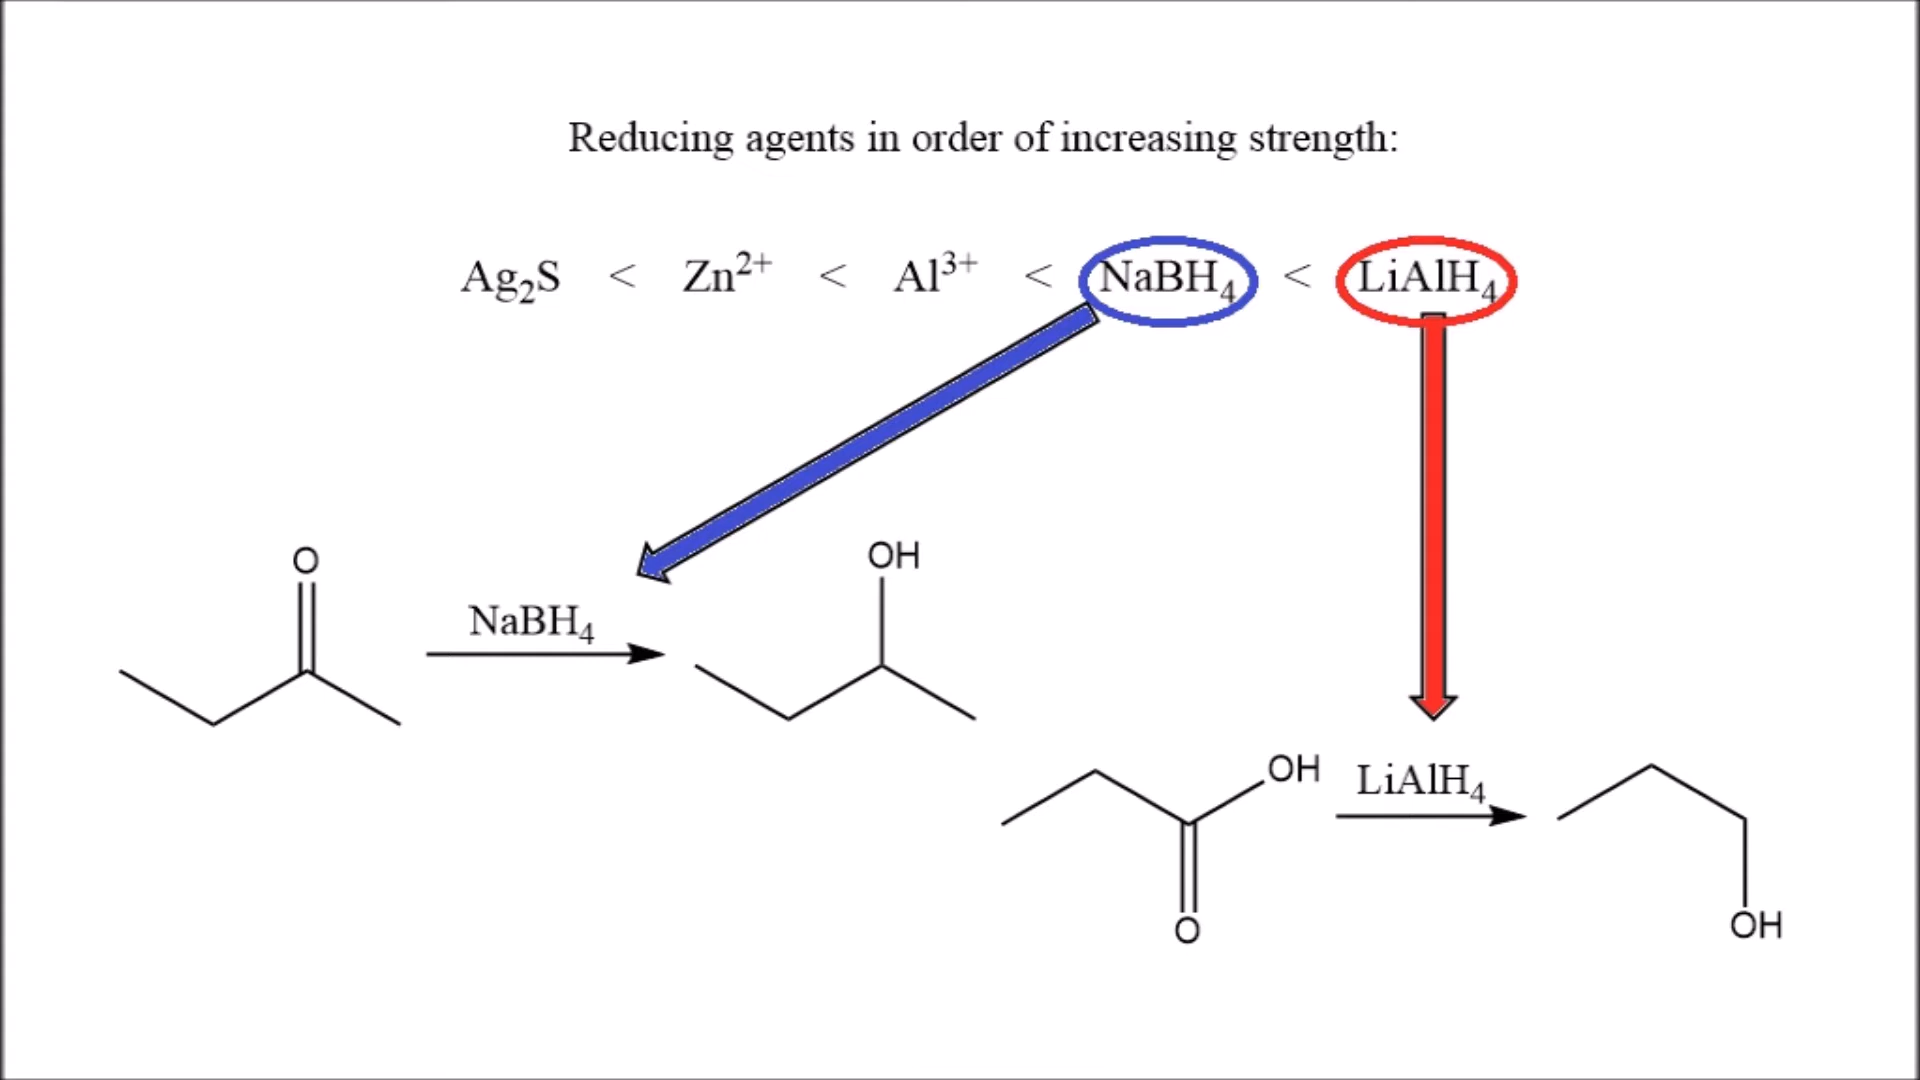 Reducing agents in order of increasing strength:
Ag₂S < Zn²⁺ < Al³⁺ < NaBH₄ < LiAlH₄
O
NaBH₄
OH
OH
LiAlH₄
O
OH